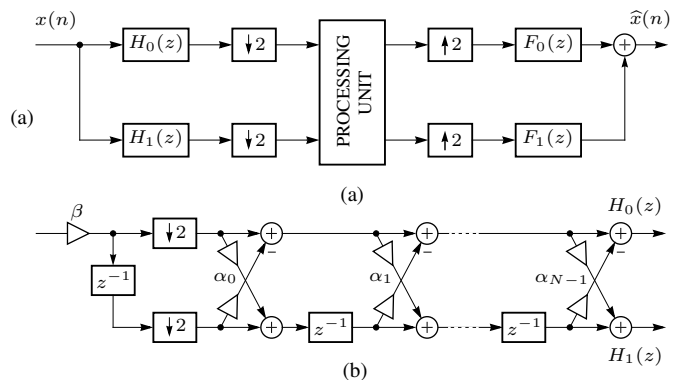 x(n)
H₀(z) ↓2 PROCESSING UNIT ↑2 F₀(z) + x̂(n)
(a)
H₁(z) ↓2 ↑2 F₁(z)
(a)
β ↓2 + + + H₀(z)
− − −
z⁻¹ α₀ α₁ α_{N−1}
↓2 + z⁻¹ + z⁻¹ + H₁(z)
(b)